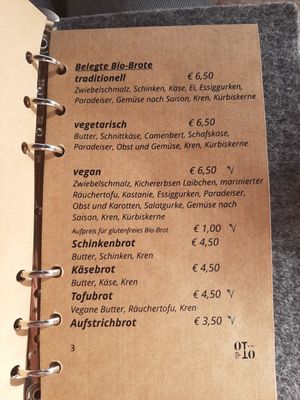 Belegte Bio-Brote
traditionell € 6,50
Zwiebelschmalz, Schinken, Käse, Ei, Essiggurken,
Paradeiser, Gemüse nach Saison, Kren, Kürbiskerne
vegetarisch € 6,50
Butter, Schnittkäse, Camenbert, Schafskäse,
Paradeiser, Obst und Gemüse, Kren, Kürbiskerne
vegan € 6,50 V
Zwiebelschmalz, Kichererbsen Laibchen, marinierter
Räuchertofu, Kastanie, Essiggurken, Paradeiser,
Obst und Karotten, Salatgurke, Gemüse nach
Saison, Kren, Kürbiskerne
Aufpreis für glutenfreies Bio-Brot € 1,00 V
Schinkenbrot € 4,50
Butter, Schinken, Kren
Käsebrot € 4,50
Butter, Käse, Kren
Tofubrot € 4,50 V
Vegane Butter, Räuchertofu, Kren
Aufstrichbrot € 3,50 V
3